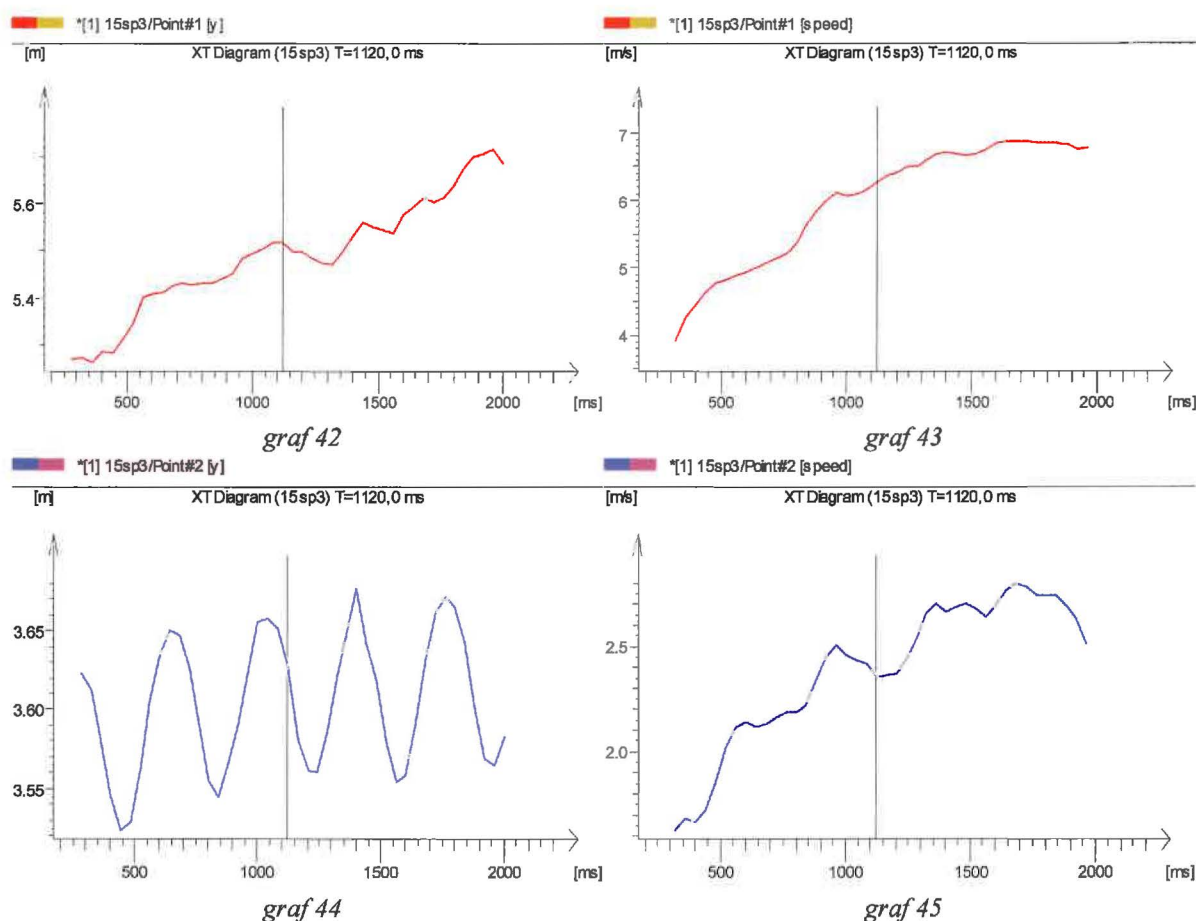 *[1] 15sp3/Point#1 [y]
[m]
XT Diagram (15sp3) T=1120,0 ms
5.6
5.4
500
1000
1500
2000
[ms]
graf 42
*[1] 15sp3/Point#1 [speed]
[m/s]
XT Diagram (15sp3) T=1120,0 ms
7
6
5
4
500
1000
1500
2000
[ms]
graf 43
*[1] 15sp3/Point#2 [y]
[m]
XT Diagram (15sp3) T=1120,0 ms
3.65
3.60
3.55
500
1000
1500
2000
[ms]
graf 44
*[1] 15sp3/Point#2 [speed]
[m/s]
XT Diagram (15sp3) T=1120,0 ms
2.5
2.0
500
1000
1500
2000
[ms]
graf 45